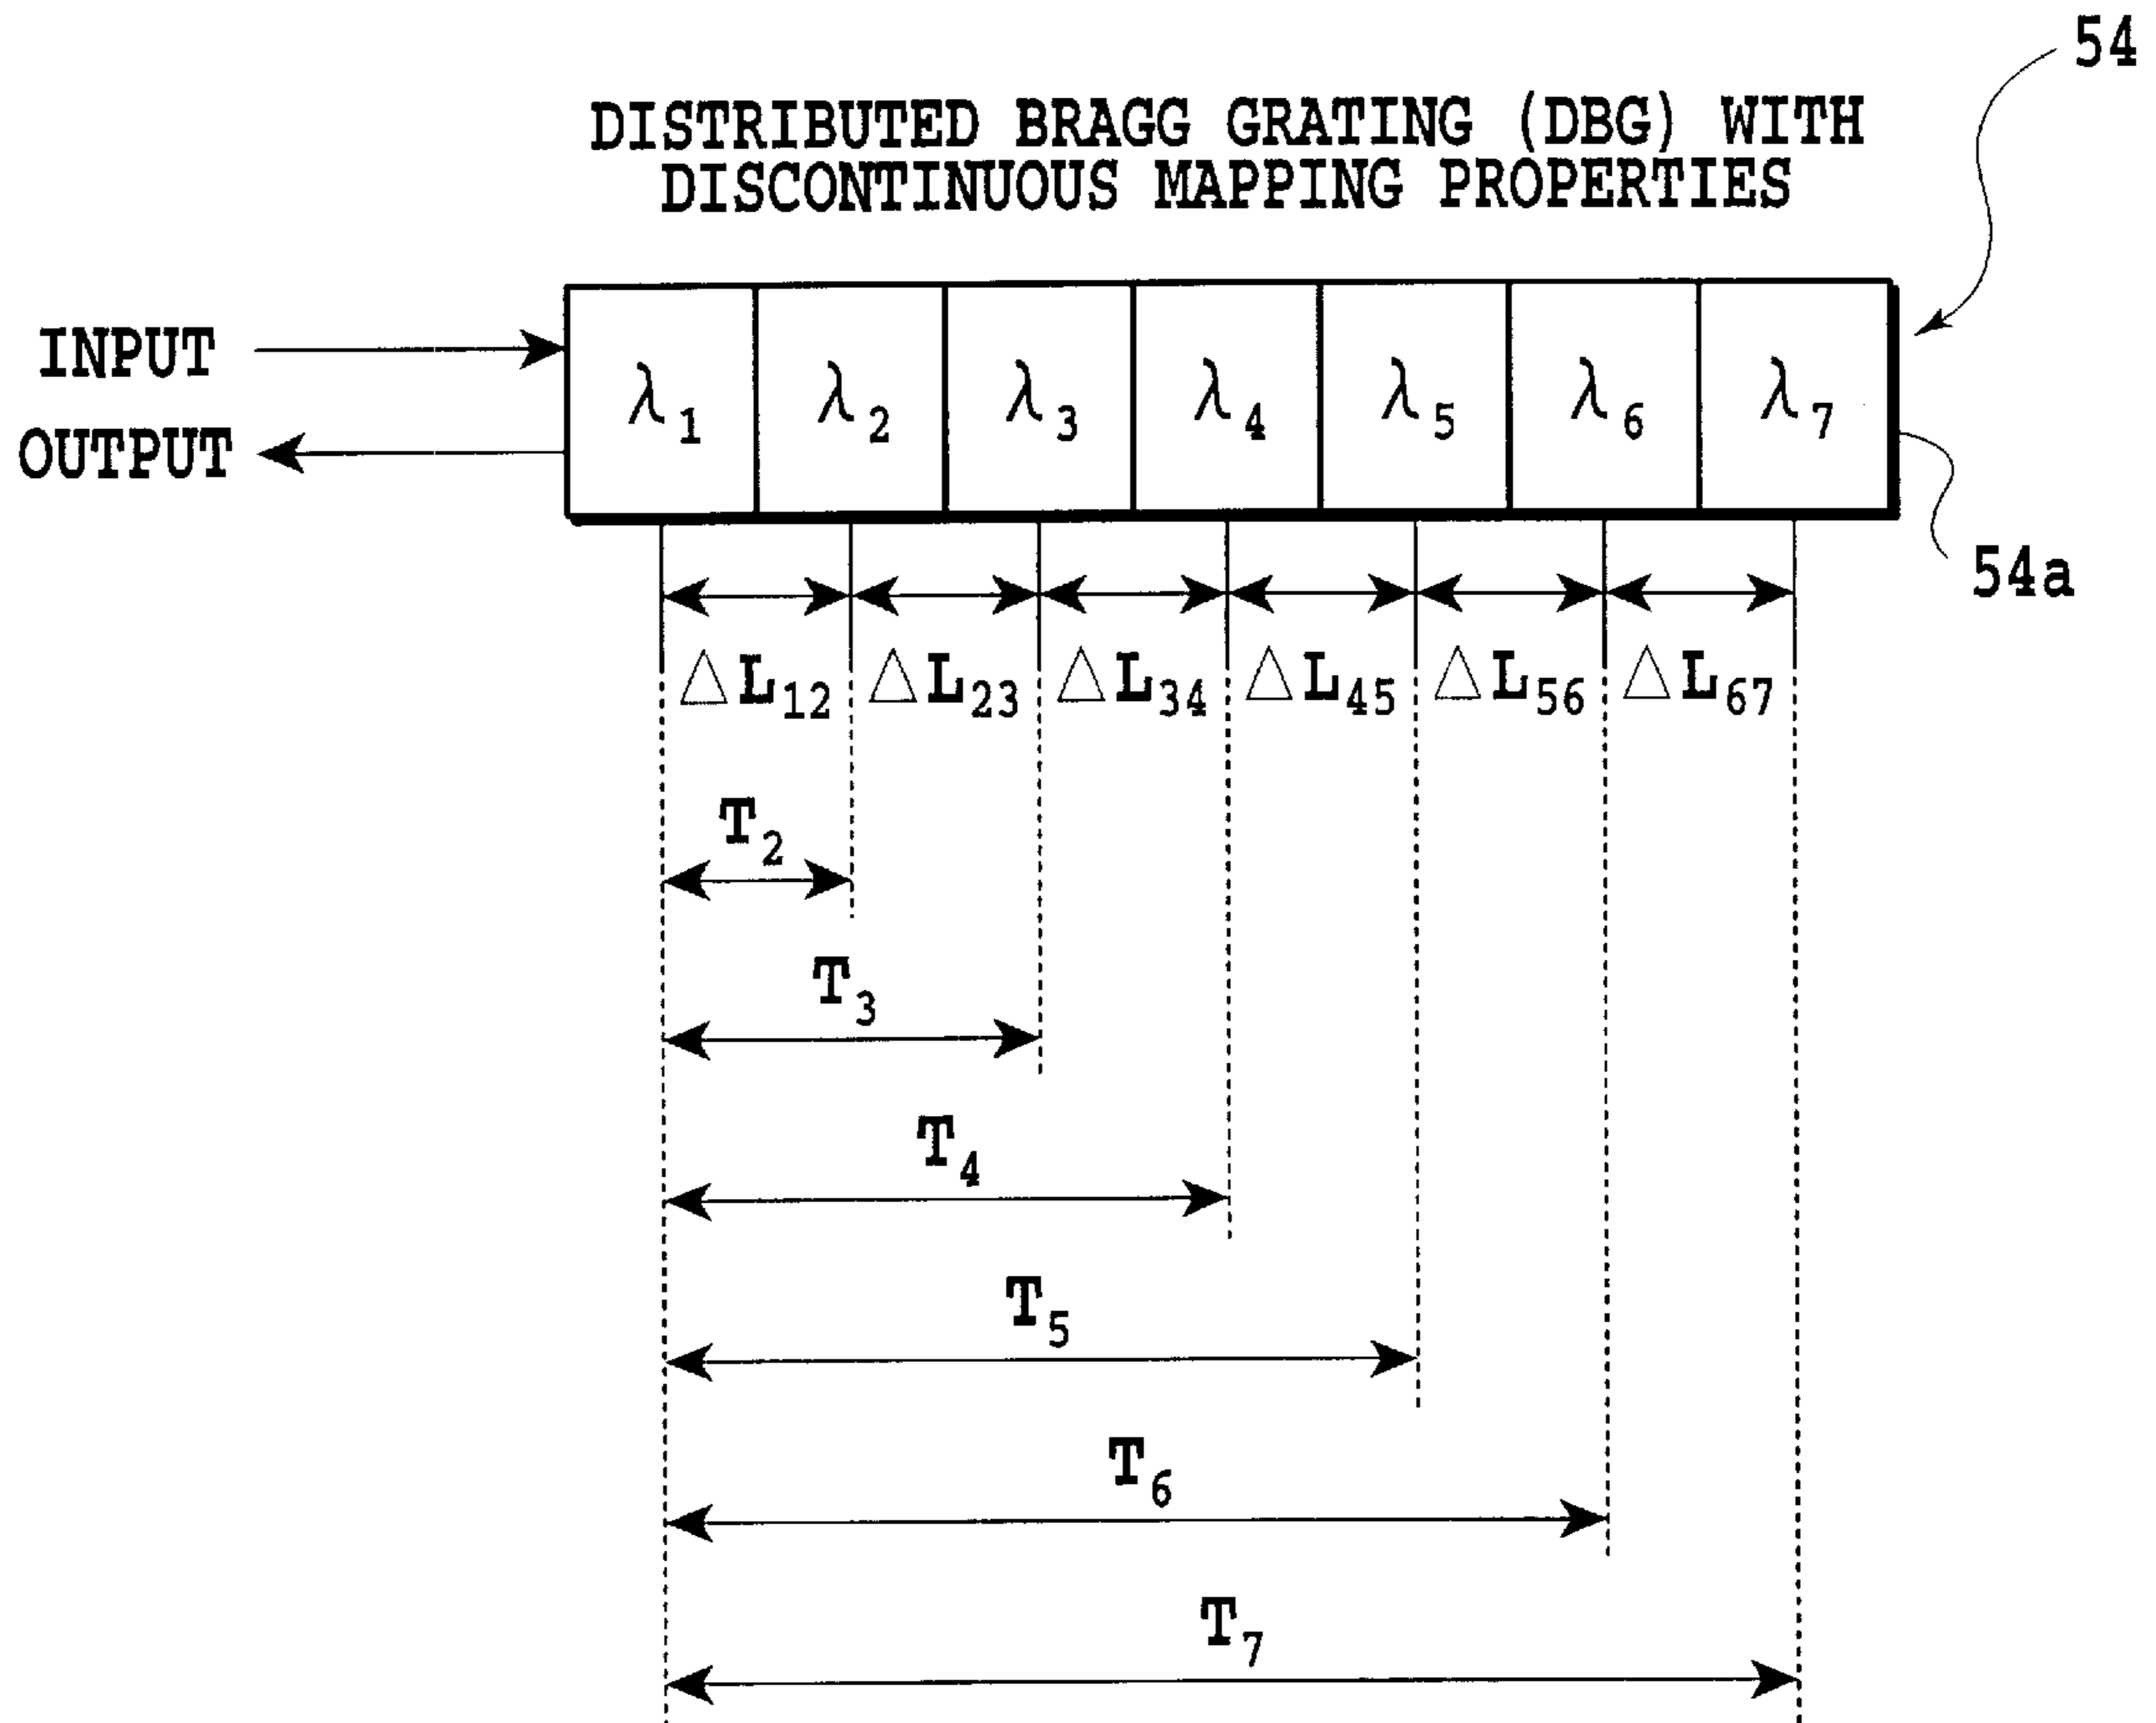 54
DISTRIBUTED BRAGG GRATING (DBG) WITH
DISCONTINUOUS MAPPING PROPERTIES
INPUT
OUTPUT
λ1 λ2 λ3 λ4 λ5 λ6 λ7
54a
△L12 △L23 △L34 △L45 △L56 △L67
T2
T3
T4
T5
T6
T7